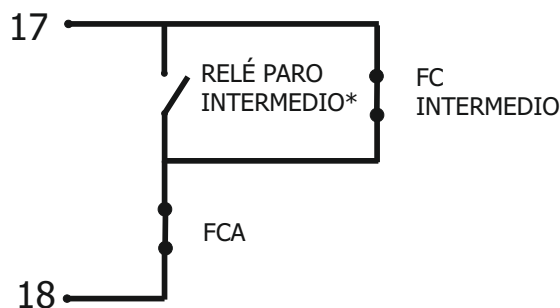 17
RELÉ PARO
INTERMEDIO*
FC
INTERMEDIO
FCA
18